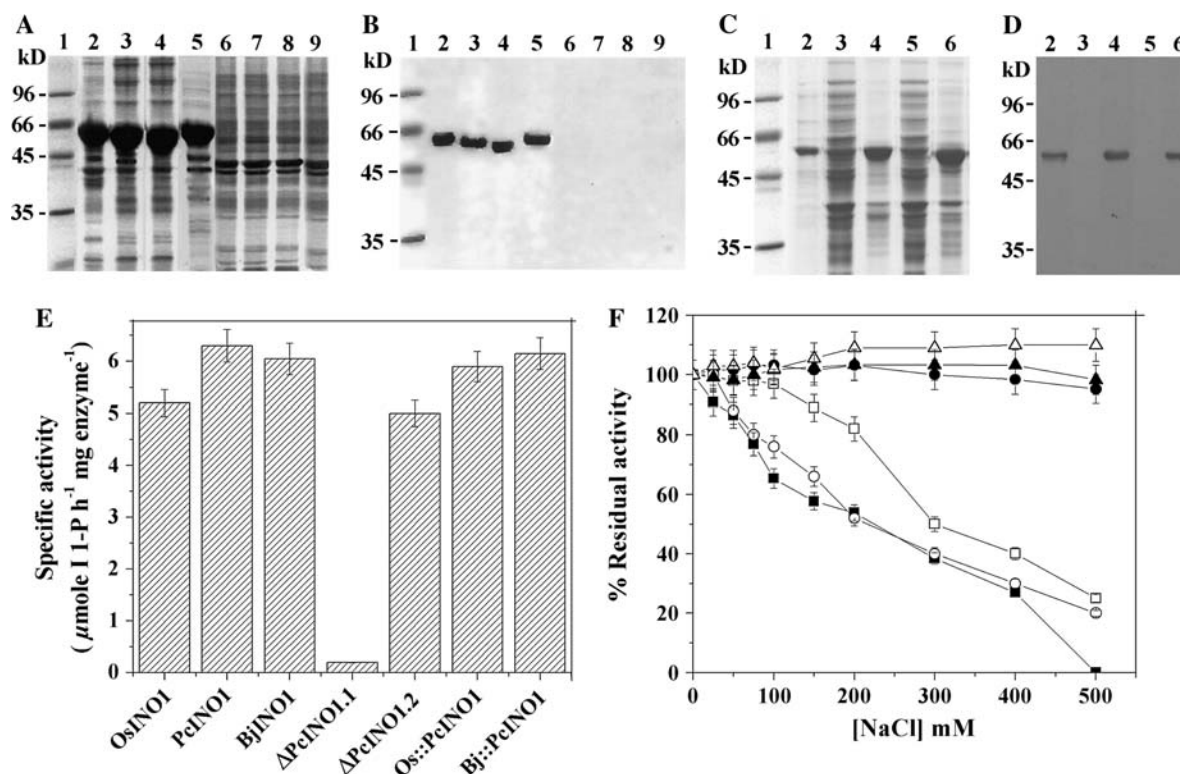 A
1 2 3 4 5 6 7 8 9
kD
96
66
45
35
B
1 2 3 4 5 6 7 8 9
kD
96
66
45
35
C
1 2 3 4 5 6
kD
96
66
45
35
D
2 3 4 5 6
kD
96
66
45
35
E
Specific activity
( µmole I 1-P h⁻¹ mg enzyme⁻¹)
6
5
4
3
2
1
0
OsINO1
PcINO1
BjINO1
ΔPcINO1.1
ΔPcINO1.2
Os::PcINO1
Bj::PcINO1
F
% Residual activity
120
100
80
60
40
20
0
0 100 200 300 400 500
[NaCl] mM